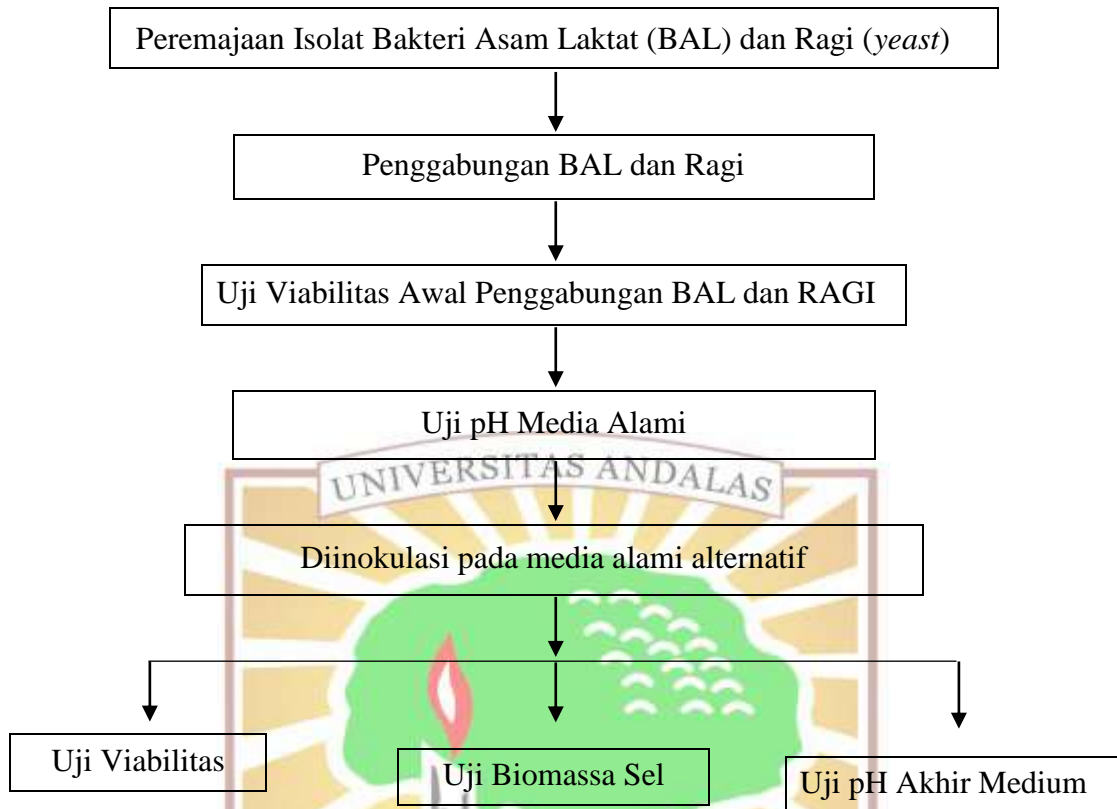 Peremajaan Isolat Bakteri Asam Laktat (BAL) dan Ragi (yeast)
Penggabungan BAL dan Ragi
Uji Viabilitas Awal Penggabungan BAL dan RAGI
Uji pH Media Alami
UNIVERSITAS ANDALAS
Diinokulasi pada media alami alternatif
Uji Viabilitas
Uji Biomassa Sel
Uji pH Akhir Medium